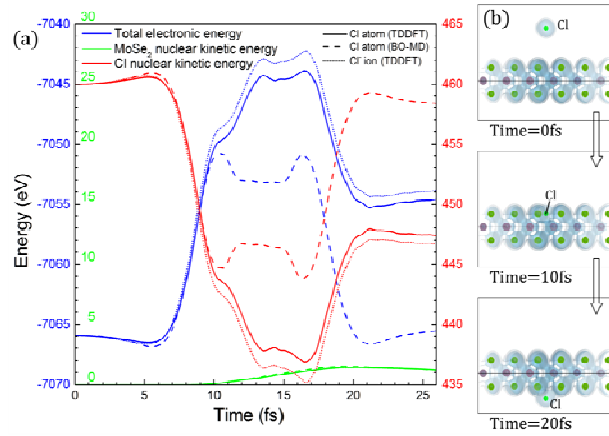 (a)
Total electronic energy
MoSe2 nuclear kinetic energy
Cl nuclear kinetic energy
Cl atom (TDDFT)
Cl atom (BO-MD)
Cl ion (TDDFT)
Energy (eV)
-7040
-7045
-7050
-7055
-7060
-7065
-7070
30
25
20
15
10
5
0
465
460
455
450
445
440
435
0
5
10
15
20
25
Time (fs)
(b)
Cl
Time=0fs
Cl
Time=10fs
Cl
Time=20fs